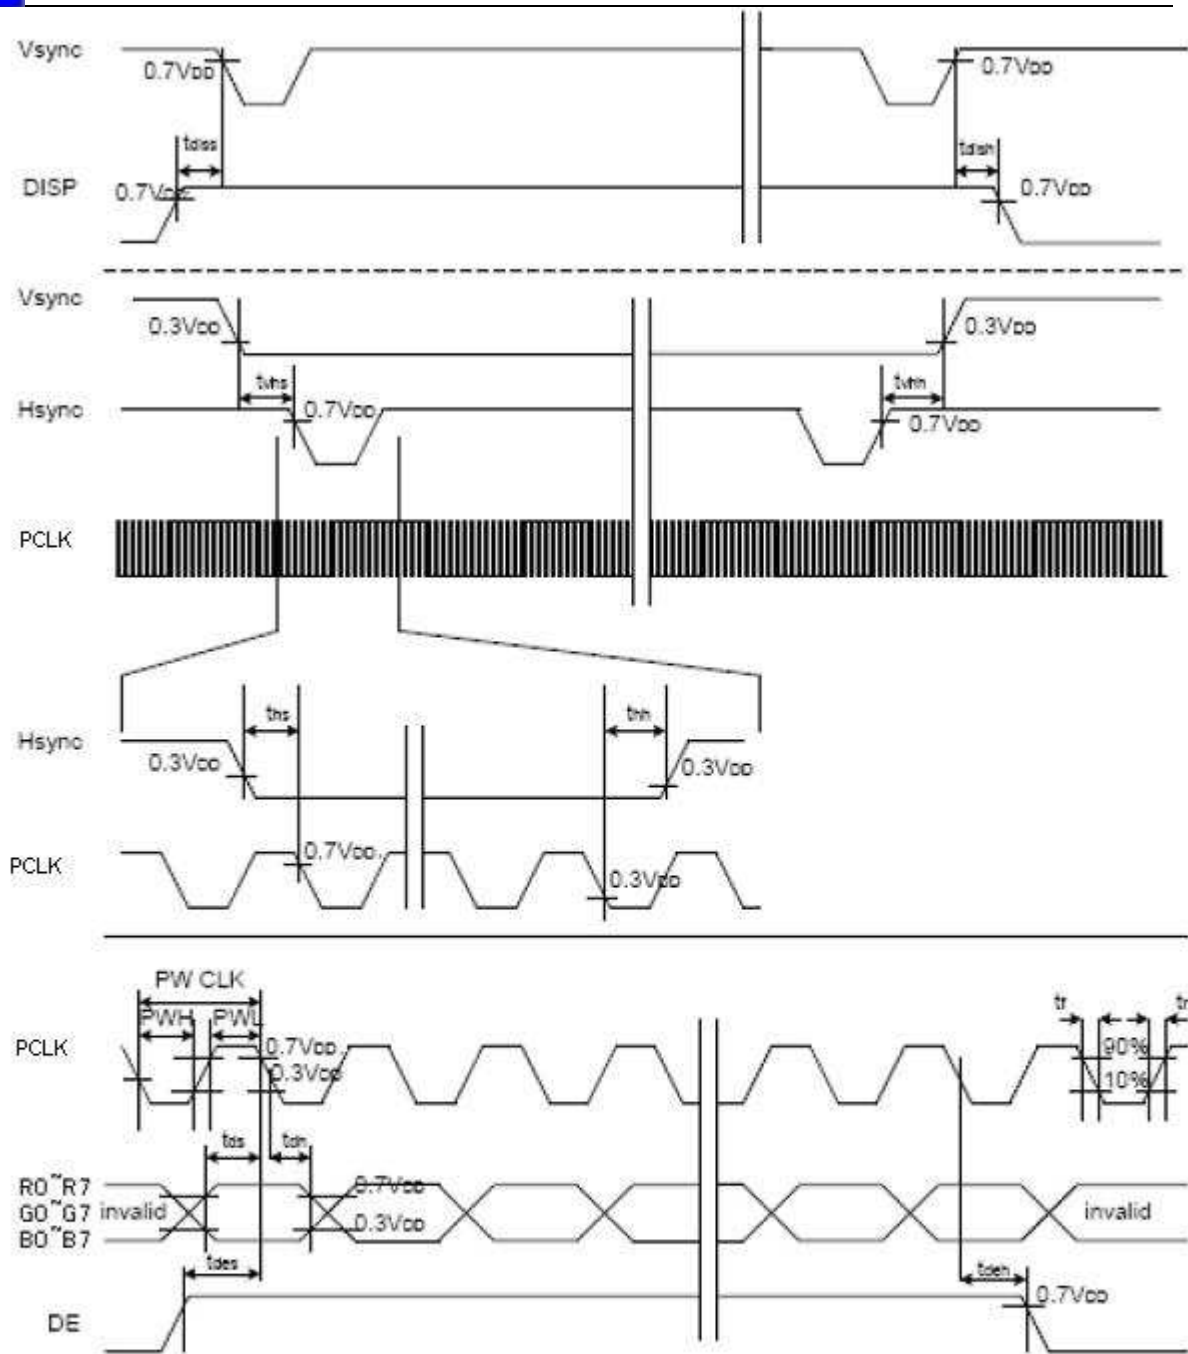 Vsync
0.7VDD
0.7VDD
tdiss
tdish
DISP
0.7VDD
0.7VDD
Vsync
0.3VDD
0.3VDD
tvhs
tvhh
Hsync
0.7VDD
0.7VDD
PCLK
ths
thh
Hsync
0.3VDD
0.3VDD
PCLK
0.7VDD
0.3VDD
PW CLK
tf
tr
PWH
PWL
PCLK
0.7VDD
90%
0.3VDD
10%
tds
tdh
R0~R7
0.7VDD
G0~G7 invalid
invalid
0.3VDD
B0~B7
tdes
tdeh
0.7VDD
DE